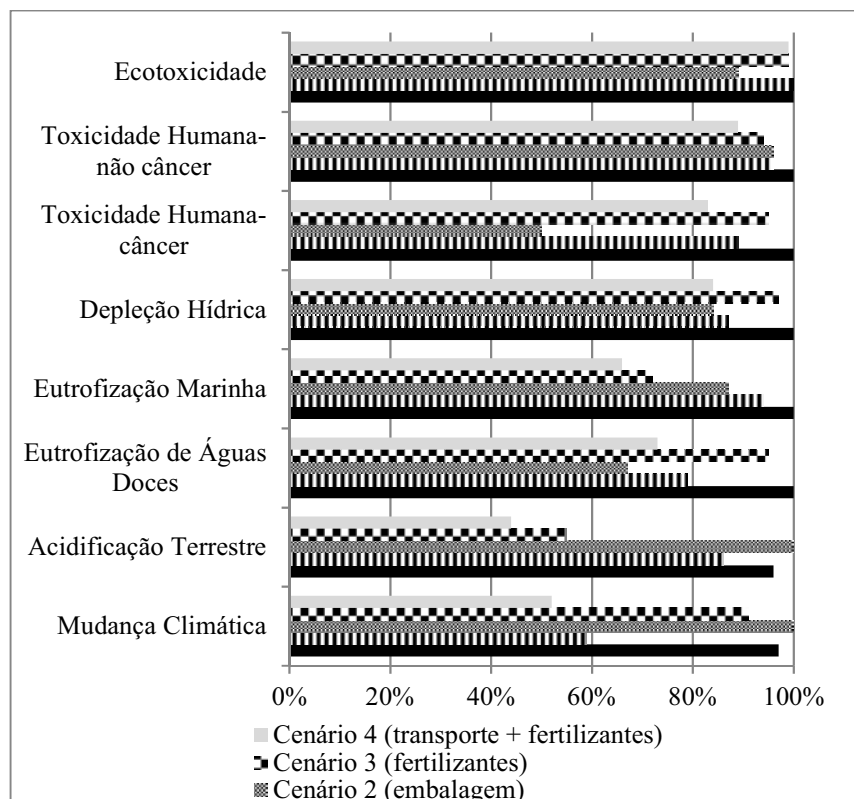 Ecotoxicidade
Toxicidade Humana-
não câncer
Toxicidade Humana-
câncer
Depleção Hídrica
Eutrofização Marinha
Eutrofização de Águas
Doces
Acidificação Terrestre
Mudança Climática
0% 20% 40% 60% 80% 100%
Cenário 4 (transporte + fertilizantes)
Cenário 3 (fertilizantes)
Cenário 2 (embalagem)